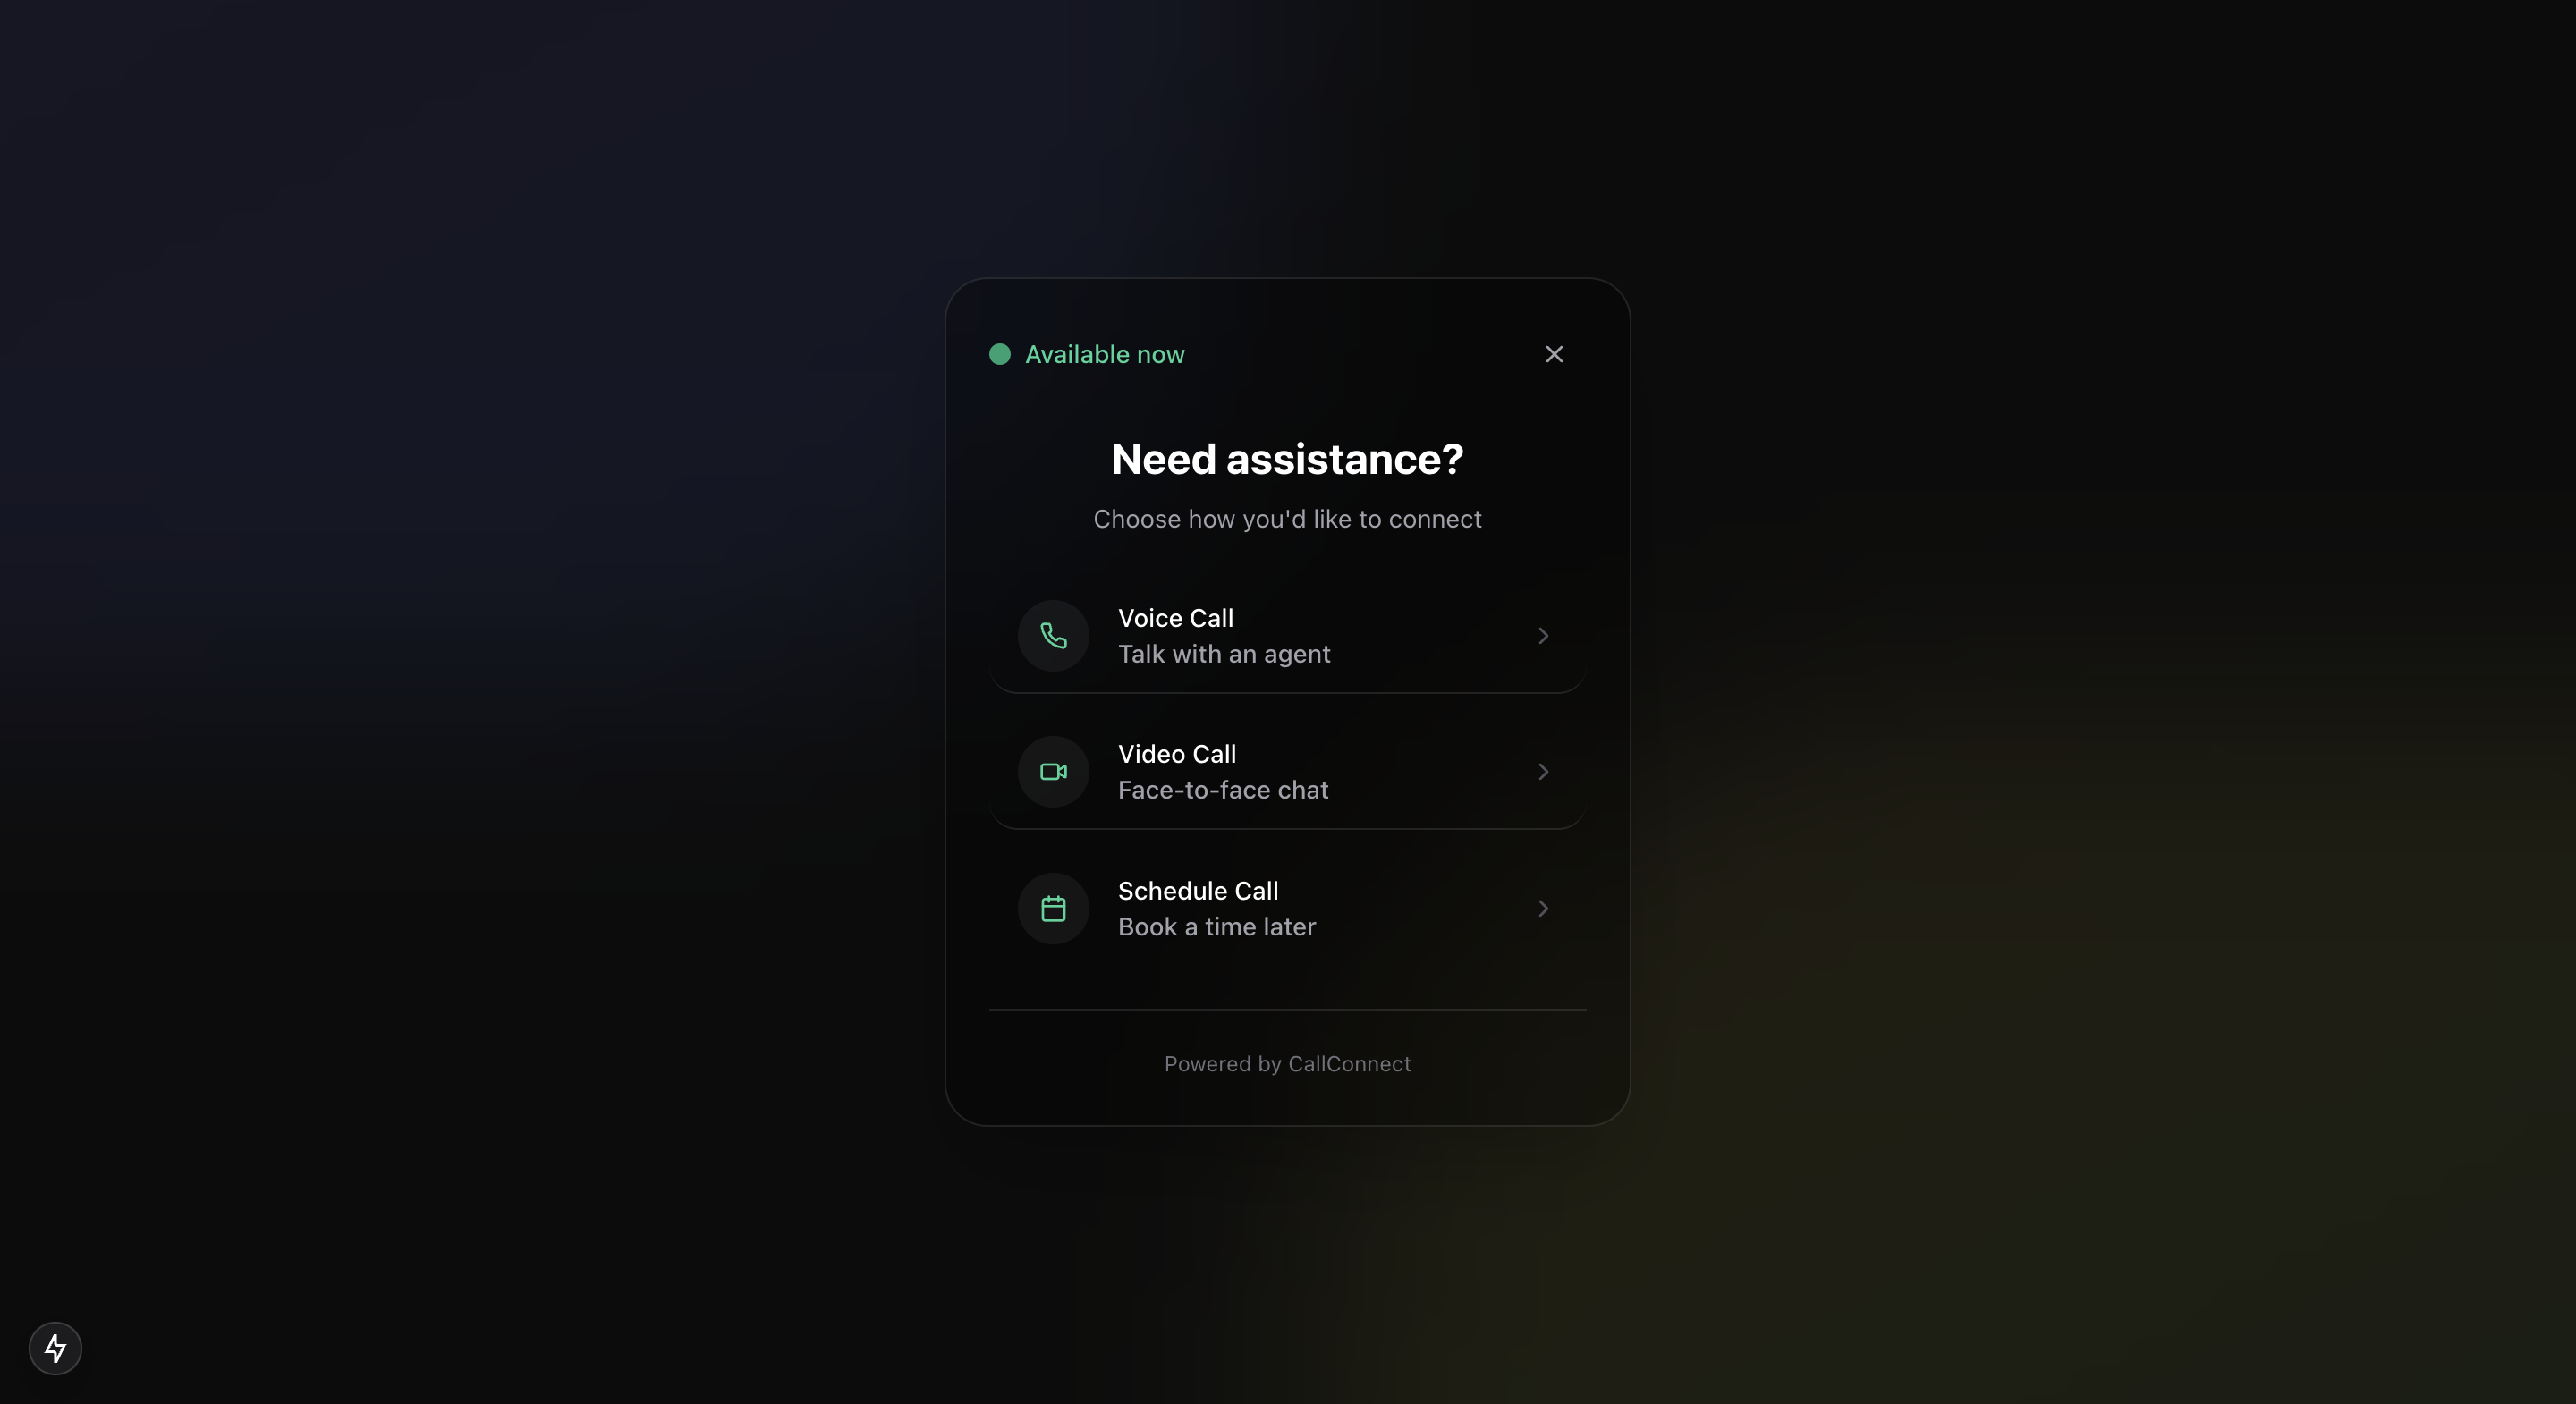 Available now
Need assistance?
Choose how you'd like to connect
Voice Call
Talk with an agent
Video Call
Face-to-face chat
Schedule Call
Book a time later
Powered by CallConnect